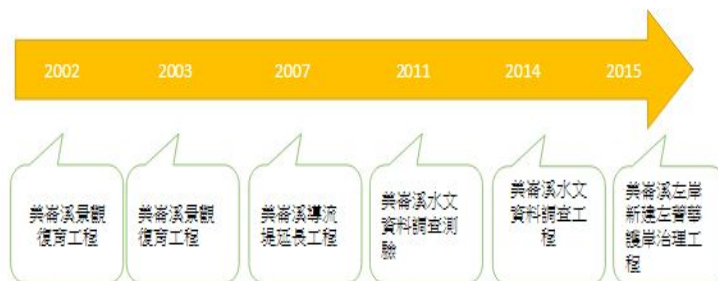 2002 2003 2007 2011 2014 2015
美崙溪景觀
復育工程
美崙溪景觀
復育工程
美崙溪導流
堤延長工程
美崙溪水文
資料調查測
驗
美崙溪水文
資料調查工
程
美崙溪左岸
新建左菁華
護岸治理工
程